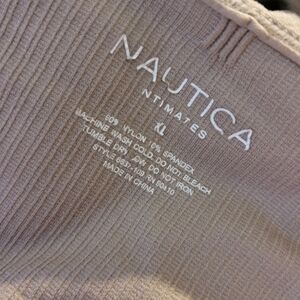 NAUTICA
INTIMATES
XL
90% NYLON 10% SPANDEX
MACHINE WASH COLD. DO NOT BLEACH
TUMBLE DRY LOW DO NOT IRON
MADE IN CHINA